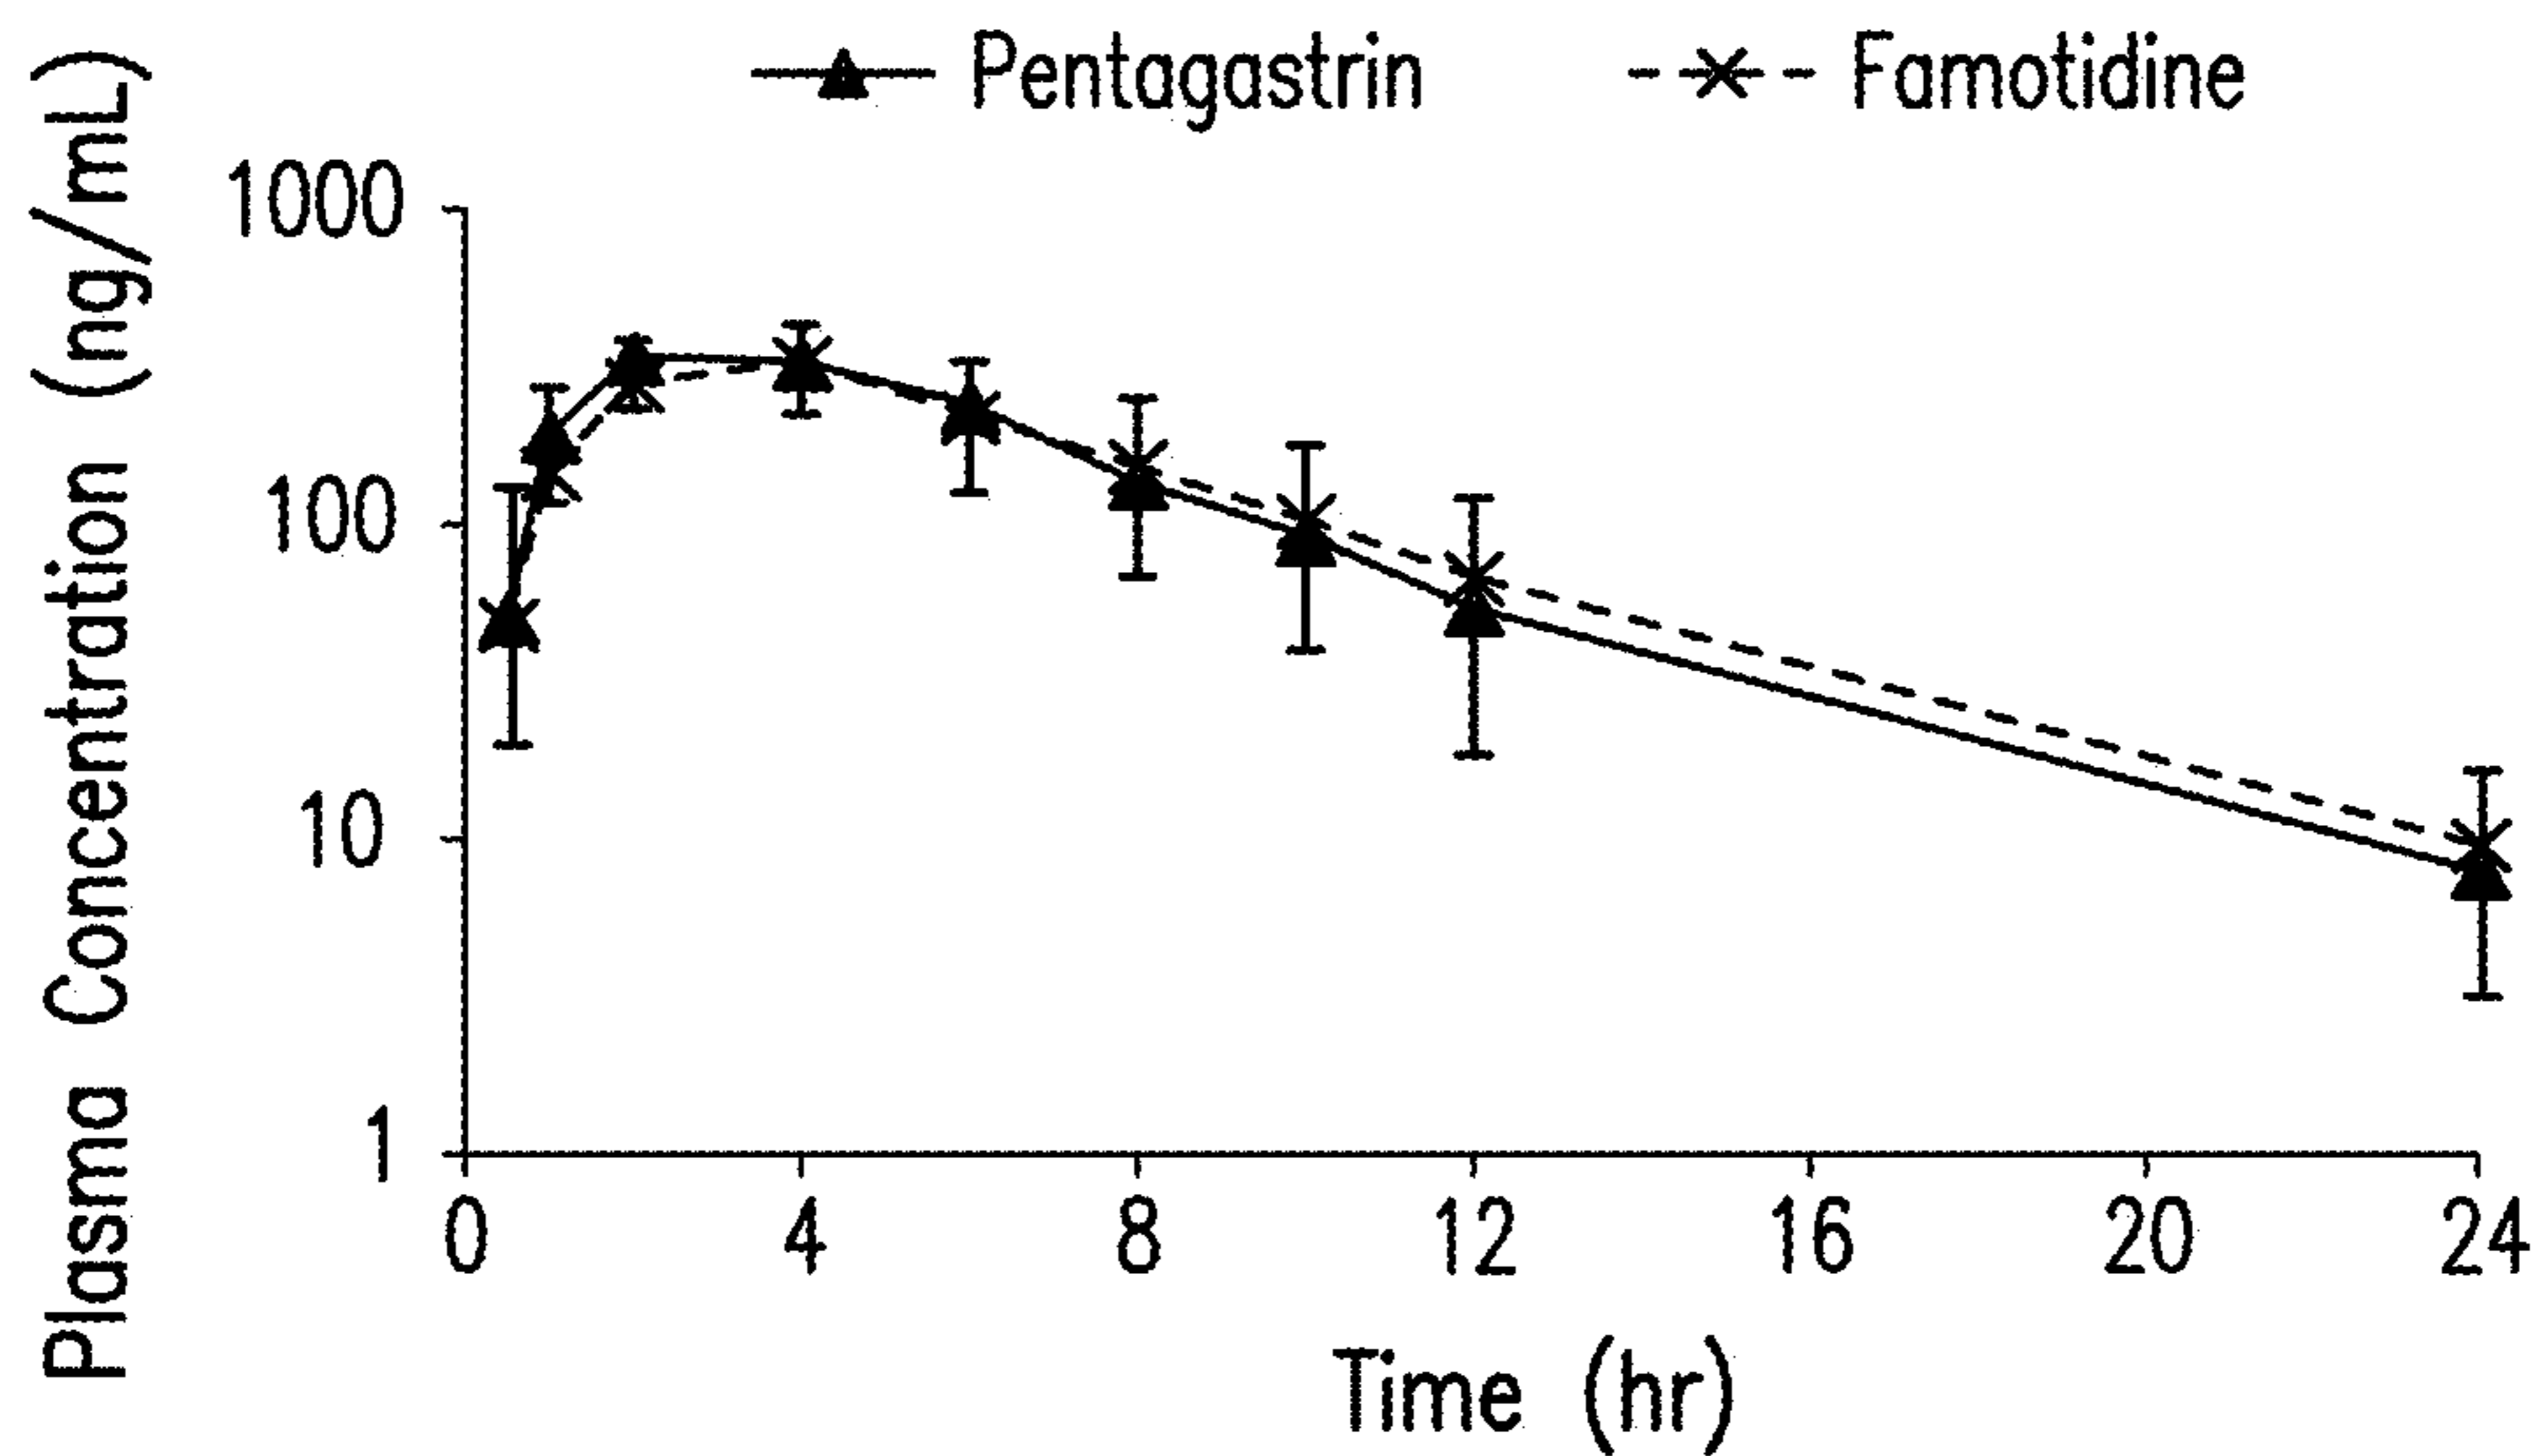 Pentagastrin Famotidine
Plasma Concentration (ng/mL)
1000
100
10
1
0 4 8 12 16 20 24
Time (hr)